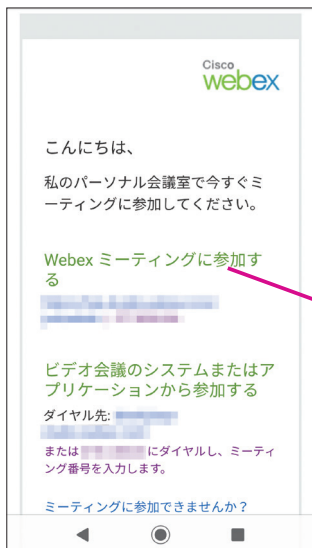 Cisco
webex
こんにちは、
私のパーソナル会議室で今すぐミ
ーティングに参加してください。
Webex ミーティングに参加す
る
ビデオ会議のシステムまたはア
プリケーションから参加する
ダイヤル先:
または にダイヤルし、ミーティ
ング番号を入力します。
ミーティングに参加できませんか？